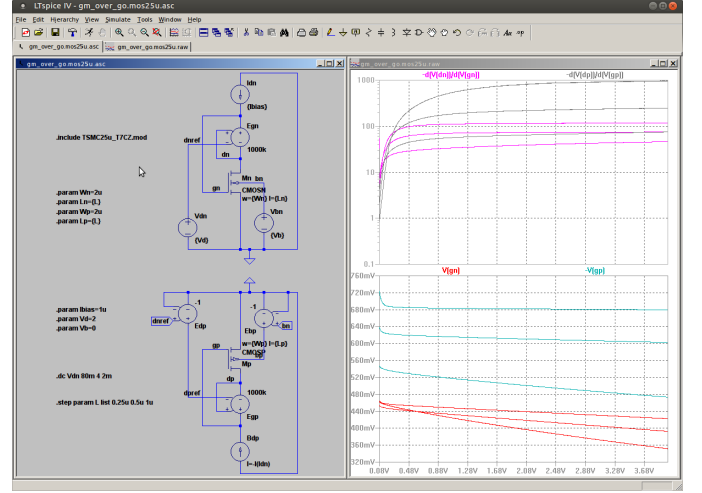 LTspice IV - gm_over_go.mos25u.asc
File Edit Hierarchy View Simulate Tools Window Help
gm_over_go.mos25u.asc
gm_over_go.mos25u.raw
gm_over_go.mos25u.asc
Idn
{Ibias}
Egn
dnref
1000k
.include TSMC25u_T7CZ.mod
dn
Mn bn
gn
CMOSN
w={Wn} l={Ln}
.param Wn=2u
.param Ln={L}
.param Wp=2u
.param Lp={L}
Vdn
Vbn
{Vd}
{Vb}
-1
-1
.param Ibias=1u
.param Vd=2
.param Vb=0
dnref
Edp
Ebp
bn
w={Wp} l={Lp}
gp
CMOSP
Mp
.dc Vdn 80m 4 2m
dp
dpref
1000k
.step param L list 0.25u 0.5u 1u
Egp
Bdp
I=-I(Idn)
gm_over_go.mos25u.raw
-d(V(dn))/d(V(gn))
-d(V(dp))/d(V(gp))
1000
100
10
1
0.1
V(gn)
-V(gp)
760mV
720mV
680mV
640mV
600mV
560mV
520mV
480mV
440mV
400mV
360mV
320mV
0.08V 0.48V 0.88V 1.28V 1.68V 2.08V 2.48V 2.88V 3.28V 3.68V